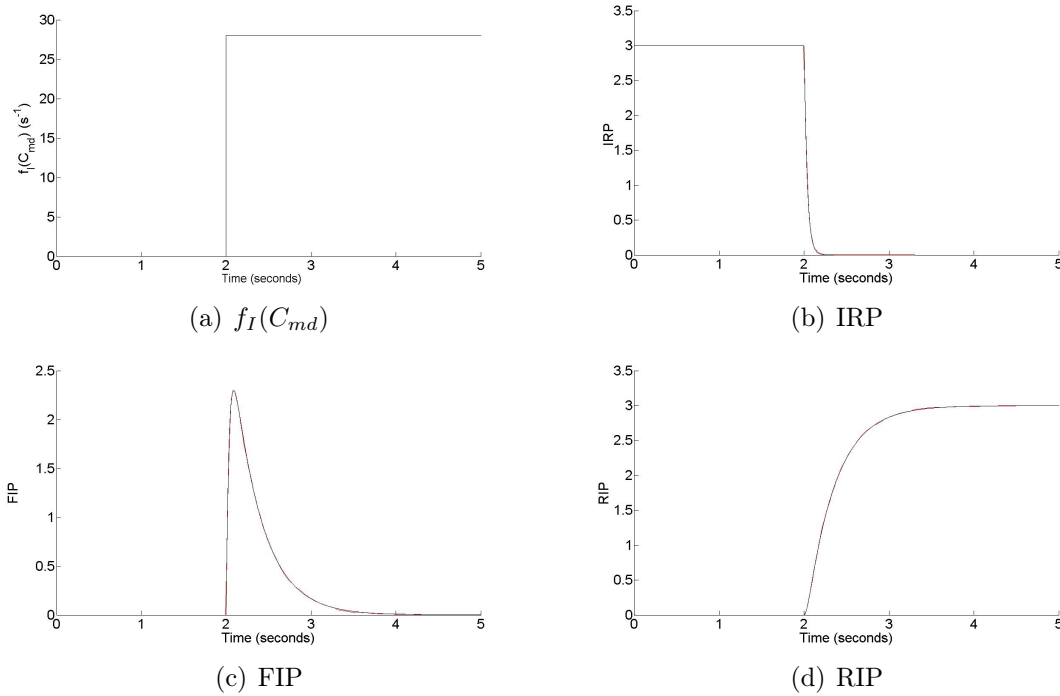 30
25
20
15
10
5
0
f_I(C_md) (s^-1)
0 1 2 3 4 5
Time (seconds)
(a) f_I(C_md)
3.5
3
2.5
2
1.5
1
0.5
0
IRP
0 1 2 3 4 5
Time (seconds)
(b) IRP
2.5
2
1.5
1
0.5
0
FIP
0 1 2 3 4 5
Time (seconds)
(c) FIP
3.5
3
2.5
2
1.5
1
0.5
0
RIP
0 1 2 3 4 5
Time (seconds)
(d) RIP